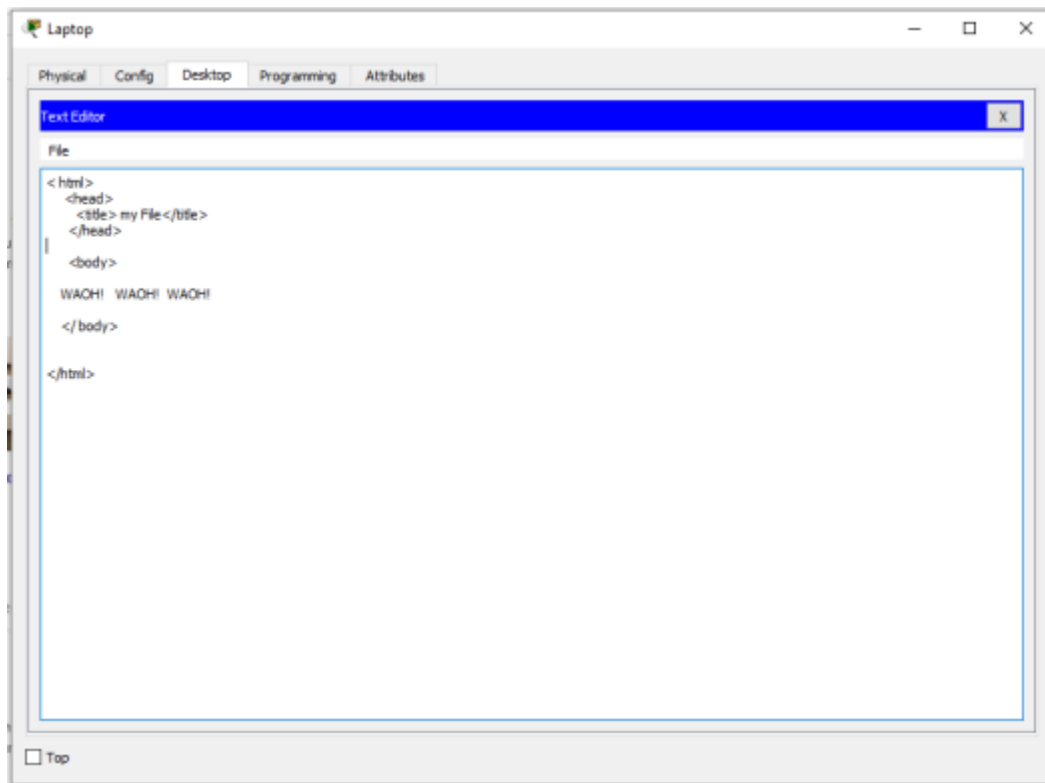 Laptop
Physical Config Desktop Programming Attributes
Text Editor X
File
< html>
<head>
<title> my File</title>
</head>
<body>
WAOH! WAOH! WAOH!
</ body>
</html>
Top